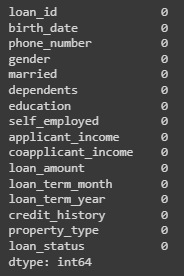 loan_id 0
birth_date 0
phone_number 0
gender 0
married 0
dependents 0
education 0
self_employed 0
applicant_income 0
coapplicant_income 0
loan_amount 0
loan_term_month 0
loan_term_year 0
credit_history 0
property_type 0
loan_status 0
dtype: int64